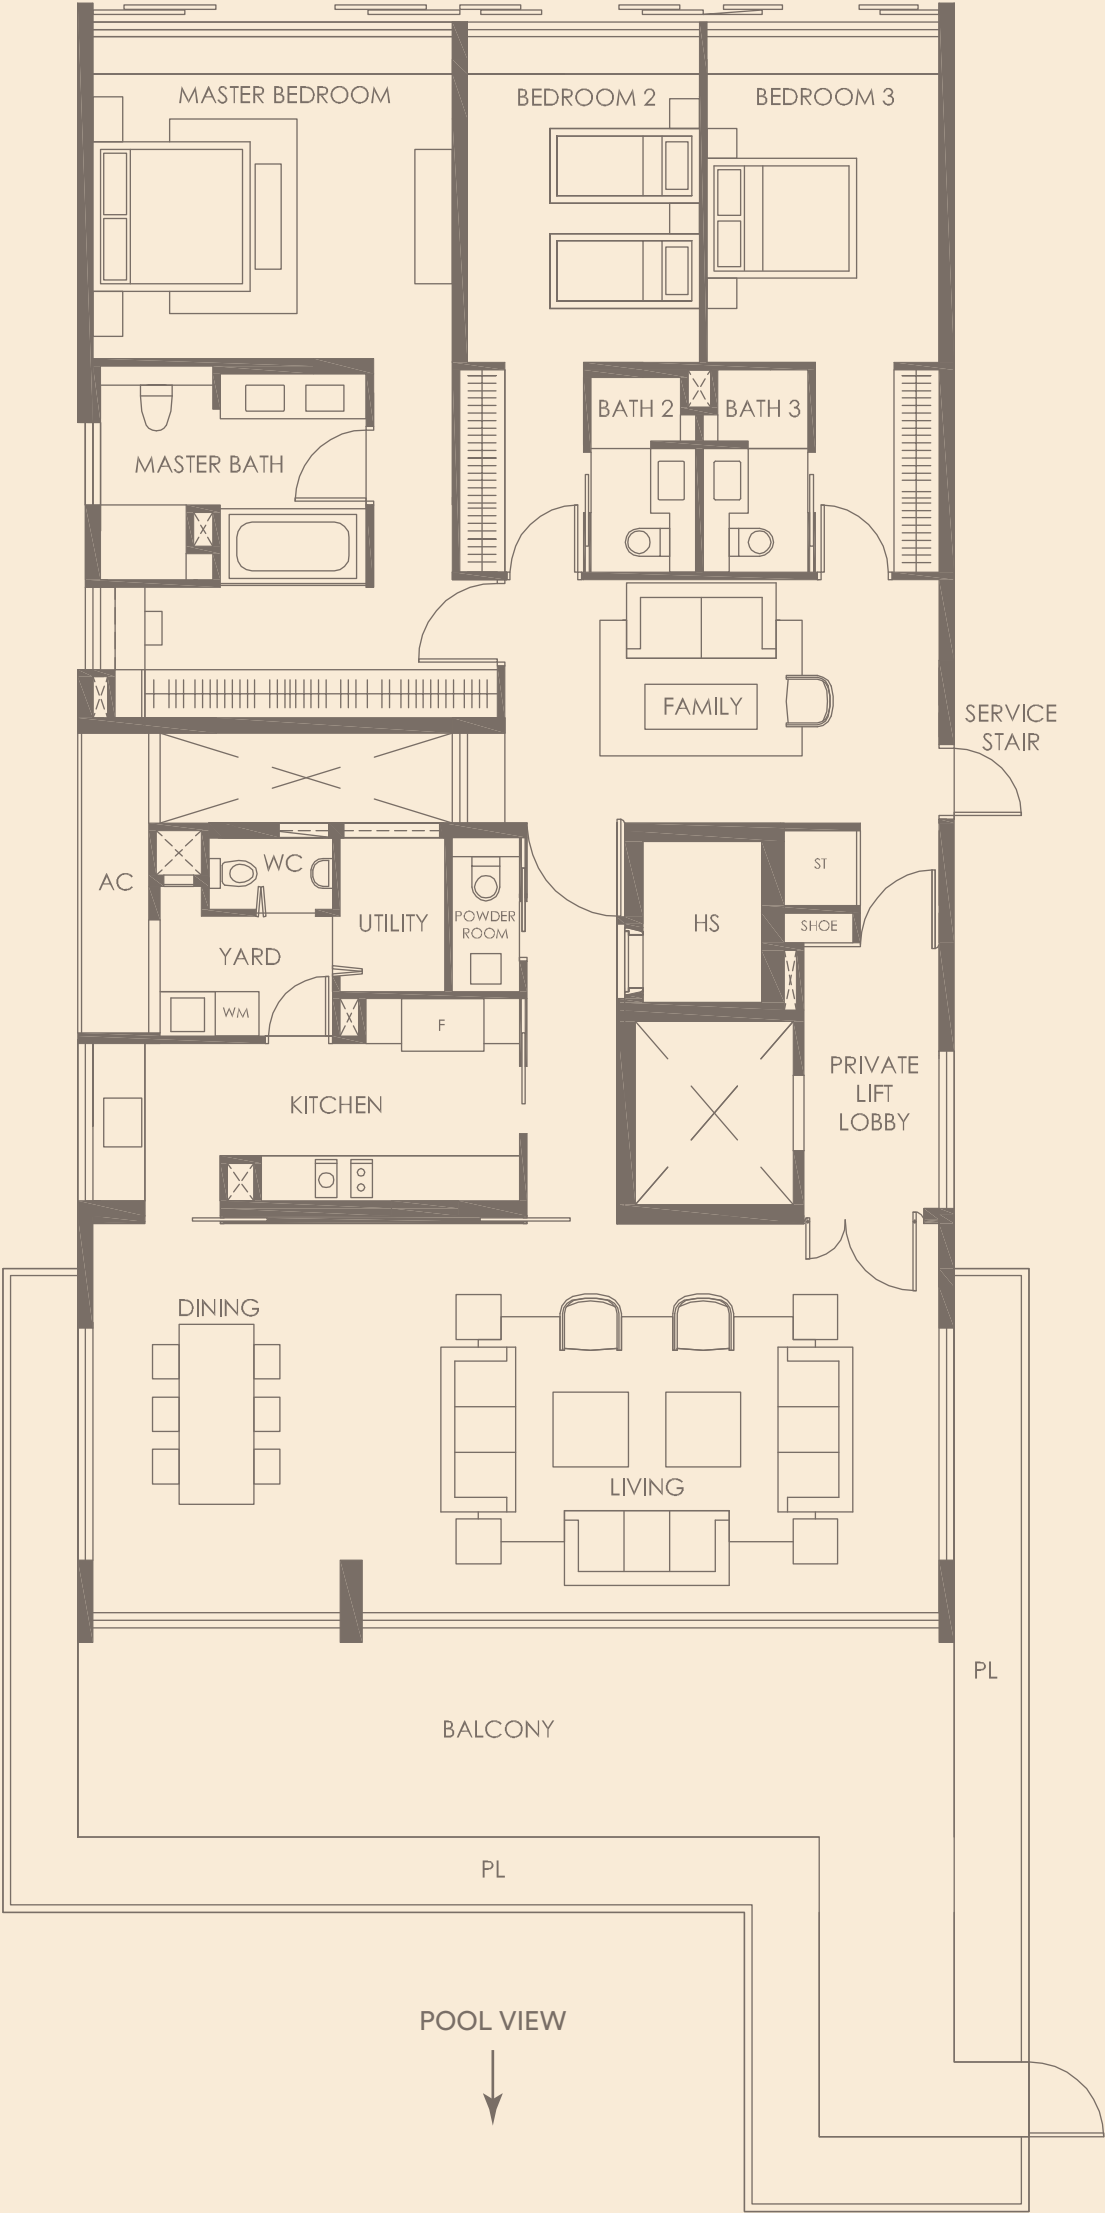 MASTER BEDROOM
BEDROOM 2
BEDROOM 3
BATH 2
BATH 3
MASTER BATH
FAMILY
SERVICE
STAIR
AC
WC
UTILITY
POWDER
ROOM
HS
ST
SHOE
YARD
WM
F
KITCHEN
PRIVATE
LIFT
LOBBY
DINING
LIVING
PL
BALCONY
PL
POOL VIEW